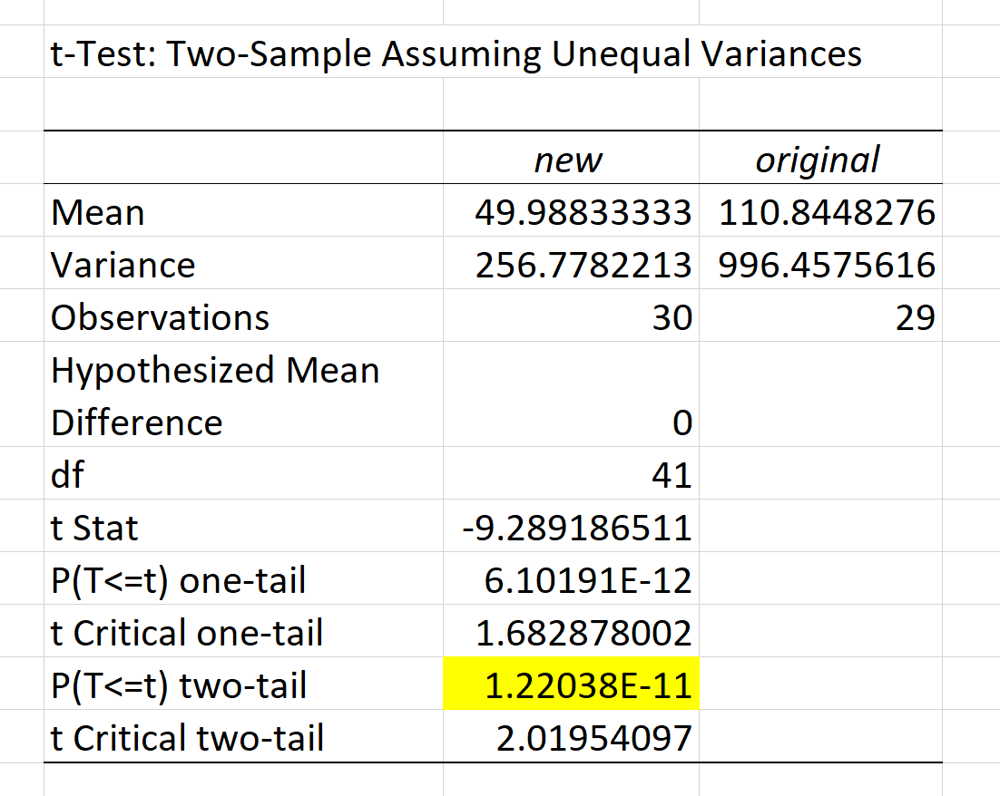 t-Test: Two-Sample Assuming Unequal Variances
new original
Mean 49.98833333 110.8448276
Variance 256.7782213 996.4575616
Observations 30 29
Hypothesized Mean
Difference 0
df 41
t Stat -9.289186511
P(T<=t) one-tail 6.10191E-12
t Critical one-tail 1.682878002
P(T<=t) two-tail 1.22038E-11
t Critical two-tail 2.01954097